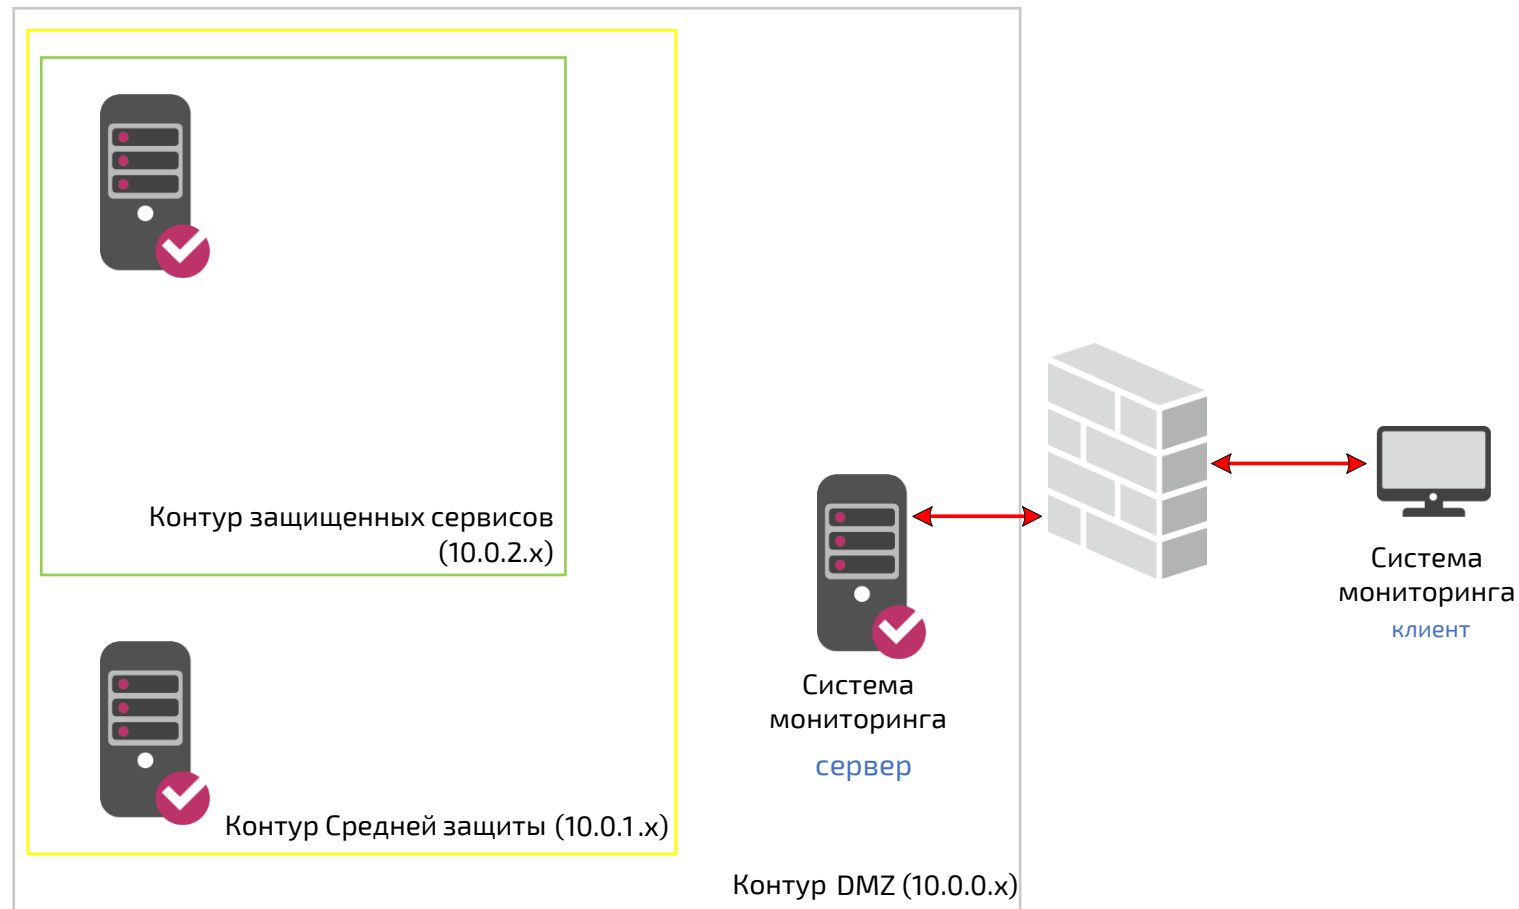 Контур защищенных сервисов
(10.0.2.x)
Система
мониторинга
клиент
Система
мониторинга
сервер
Контур Средней защиты (10.0.1.x)
Контур DMZ (10.0.0.x)